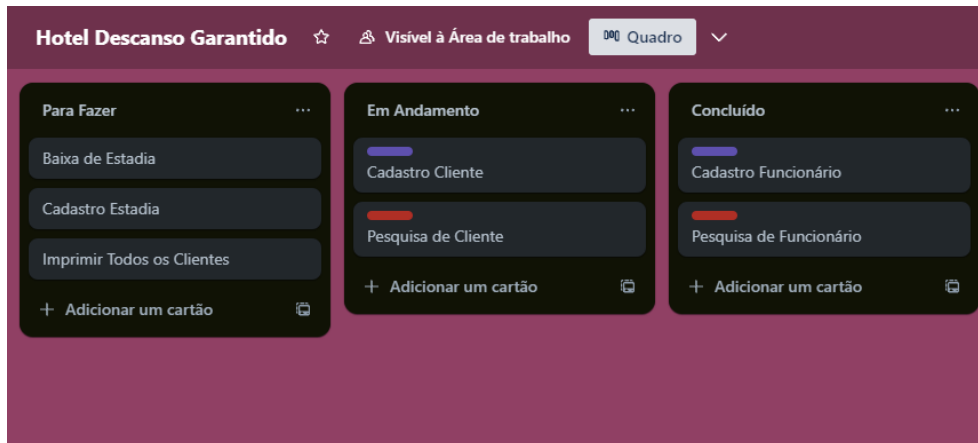 Hotel Descanso Garantido
Visível à Área de trabalho
Quadro
Para Fazer
Baixa de Estadia
Cadastro Estadia
Imprimir Todos os Clientes
+ Adicionar um cartão
Em Andamento
Cadastro Cliente
Pesquisa de Cliente
+ Adicionar um cartão
Concluído
Cadastro Funcionário
Pesquisa de Funcionário
+ Adicionar um cartão